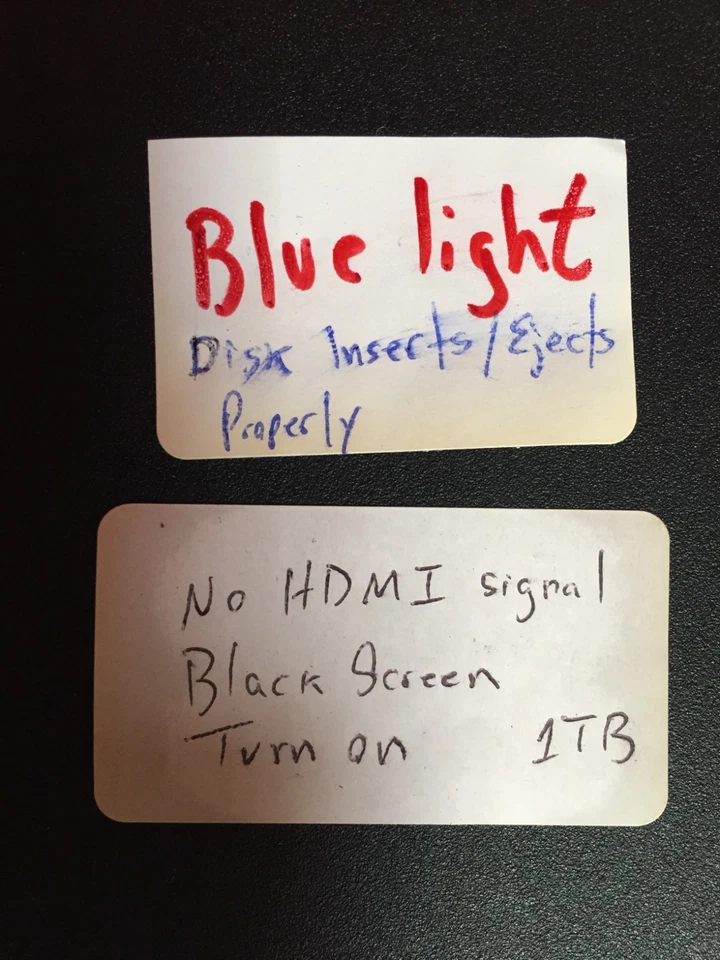 Blue light
Disk Inserts/Ejects
Properly
No HDMI signal
Black Screen
Turn on 1TB